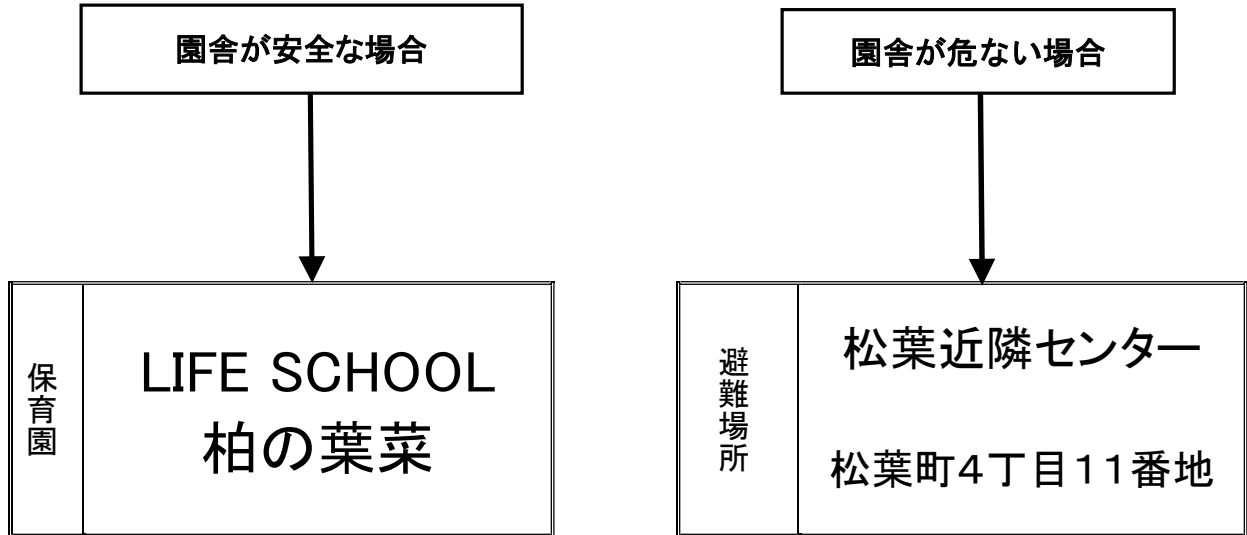 園舎が安全な場合
園舎が危ない場合
保育園
LIFE SCHOOL
柏の葉菜
避難場所
松葉近隣センター
松葉町4丁目11番地